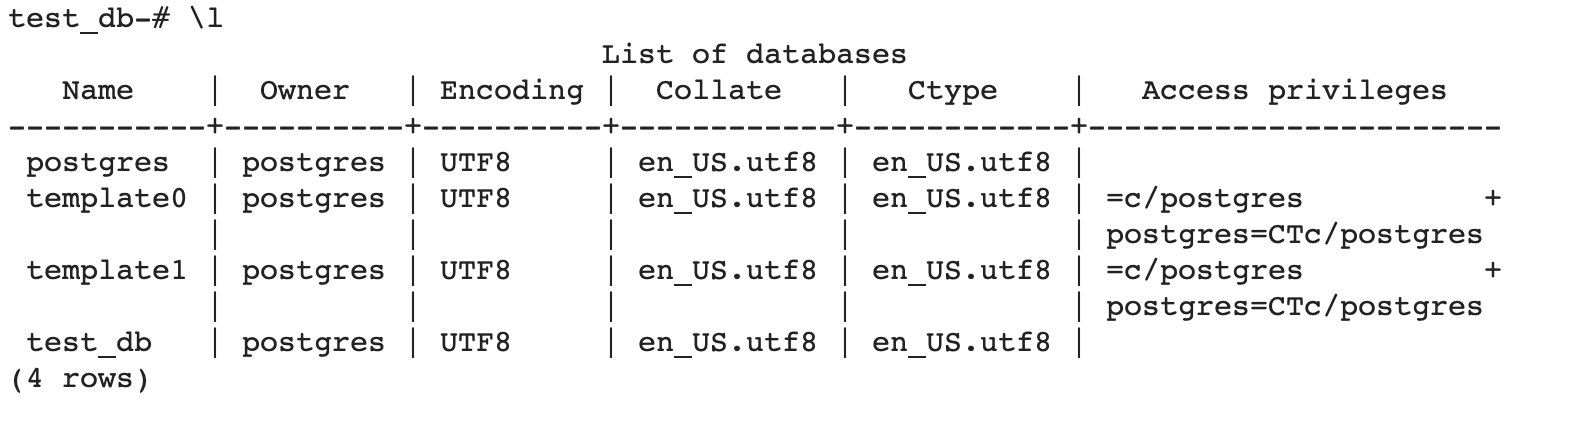 test_db-# \l
                                 List of databases
   Name    |  Owner   | Encoding |  Collate   |   Ctype    |   Access privileges
-----------+----------+----------+------------+------------+-----------------------
 postgres  | postgres | UTF8     | en_US.utf8 | en_US.utf8 |
 template0 | postgres | UTF8     | en_US.utf8 | en_US.utf8 | =c/postgres          +
           |          |          |            |            | postgres=CTc/postgres
 template1 | postgres | UTF8     | en_US.utf8 | en_US.utf8 | =c/postgres          +
           |          |          |            |            | postgres=CTc/postgres
 test_db   | postgres | UTF8     | en_US.utf8 | en_US.utf8 |
(4 rows)